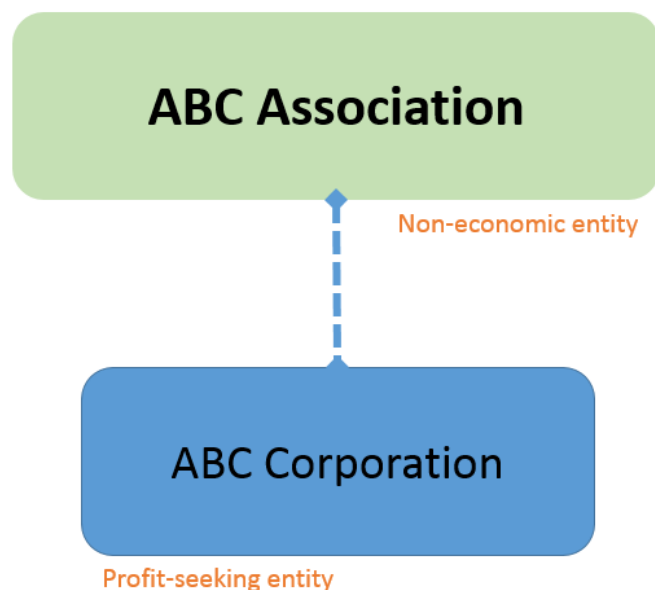 ABC Association
Non-economic entity
ABC Corporation
Profit-seeking entity